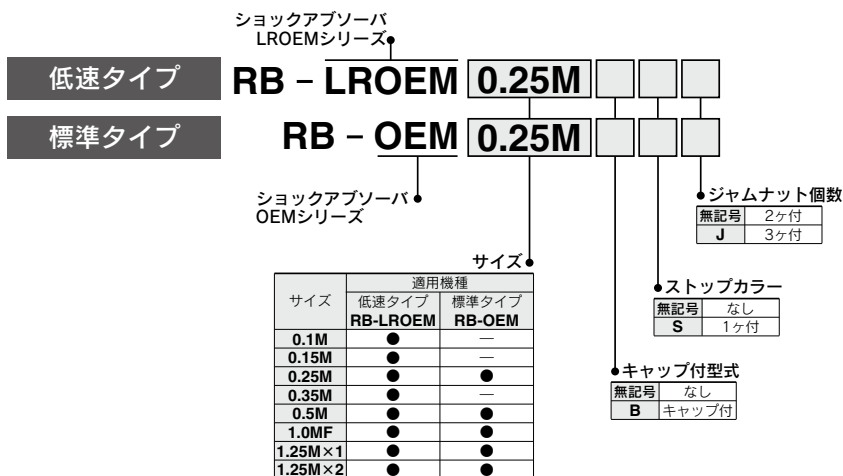 ショックアブソーバ
LROEMシリーズ
低速タイプ RB－LROEM 0.25M
標準タイプ RB－OEM 0.25M
ショックアブソーバ
OEMシリーズ
ジャムナット個数
無記号 2ヶ付
J 3ヶ付
ストップカラー
無記号 なし
S 1ヶ付
キャップ付型式
無記号 なし
B キャップ付
サイズ
サイズ 適用機種
低速タイプ 標準タイプ
RB-LROEM RB-OEM
0.1M ● －
0.15M ● －
0.25M ● ●
0.35M ● －
0.5M ● ●
1.0MF ● ●
1.25M×1 ● ●
1.25M×2 ● ●